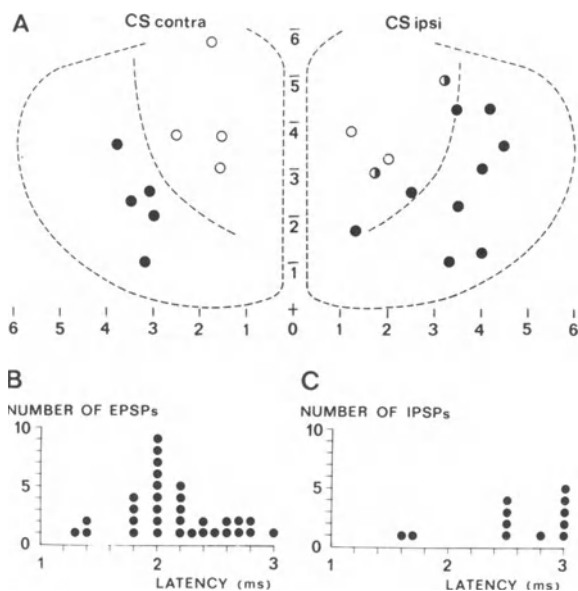 A
CS contra
CS ipsi
6
5
4
3
2
1
+
6 5 4 3 2 1 0 1 2 3 4 5 6
B
NUMBER OF EPSPs
10
5
0
1 2 3
LATENCY (ms)
C
NUMBER OF IPSPs
10
5
0
1 2 3
LATENCY (ms)